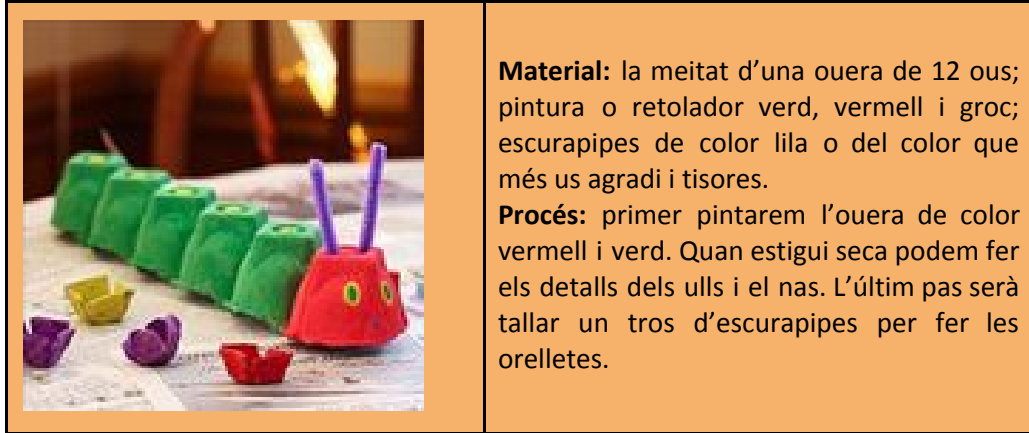 Material: la meitat d’una ouera de 12 ous;
pintura o retolador verd, vermell i groc;
escurapipes de color lila o del color que
més us agradi i tisores.
Procés: primer pintarem l’ouera de color
vermell i verd. Quan estigui seca podem fer
els detalls dels ulls i el nas. L’últim pas serà
tallar un tros d’escurapipes per fer les
orelletes.